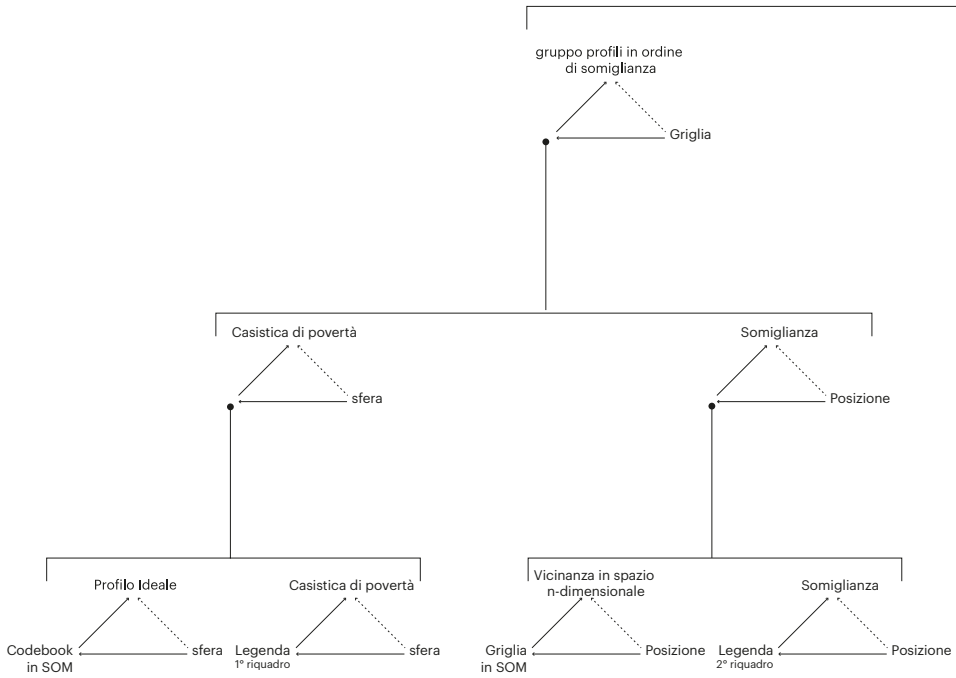 gruppo profili in ordine
di somiglianza
Griglia
Casistica di povertà
sfera
Somiglianza
Posizione
Profilo Ideale
Codebook
in SOM
sfera
Casistica di povertà
Legenda
1° riquadro
sfera
Vicinanza in spazio
n-dimensionale
Griglia
in SOM
Posizione
Somiglianza
Legenda
2° riquadro
Posizione